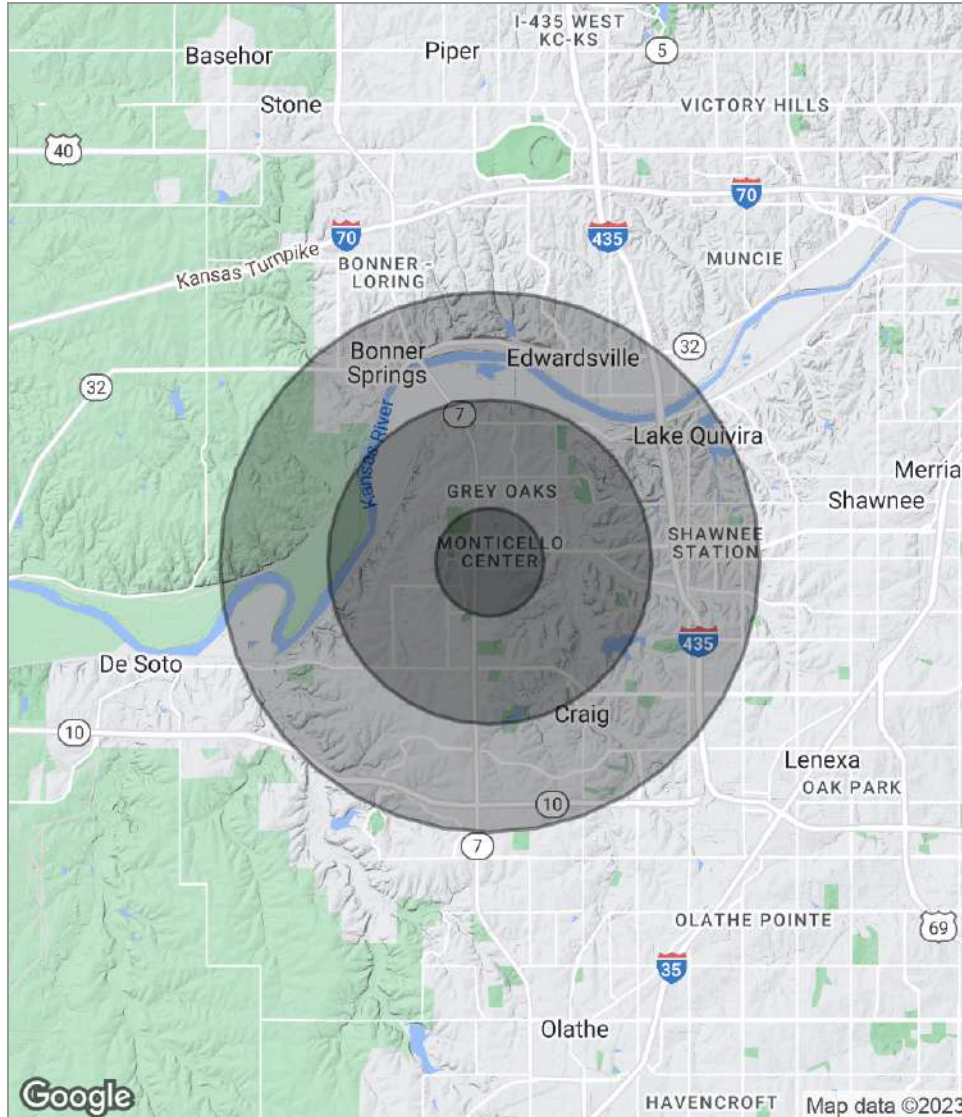 I-435 WEST
KC-KS
Basehor
Piper
5
Stone
VICTORY HILLS
40
70
70
435
Kansas Turnpike
BONNER -
LORING
MUNCIE
Bonner
Springs
Edwardsville
32
32
7
Kansas River
Lake Quivira
Merria
GREY OAKS
Shawnee
MONTICELLO
CENTER
SHAWNEE
STATION
435
De Soto
Craig
10
Lenexa
OAK PARK
10
7
OLATHE POINTE
69
35
Olathe
Google
HAVENCROFT
Map data ©2023